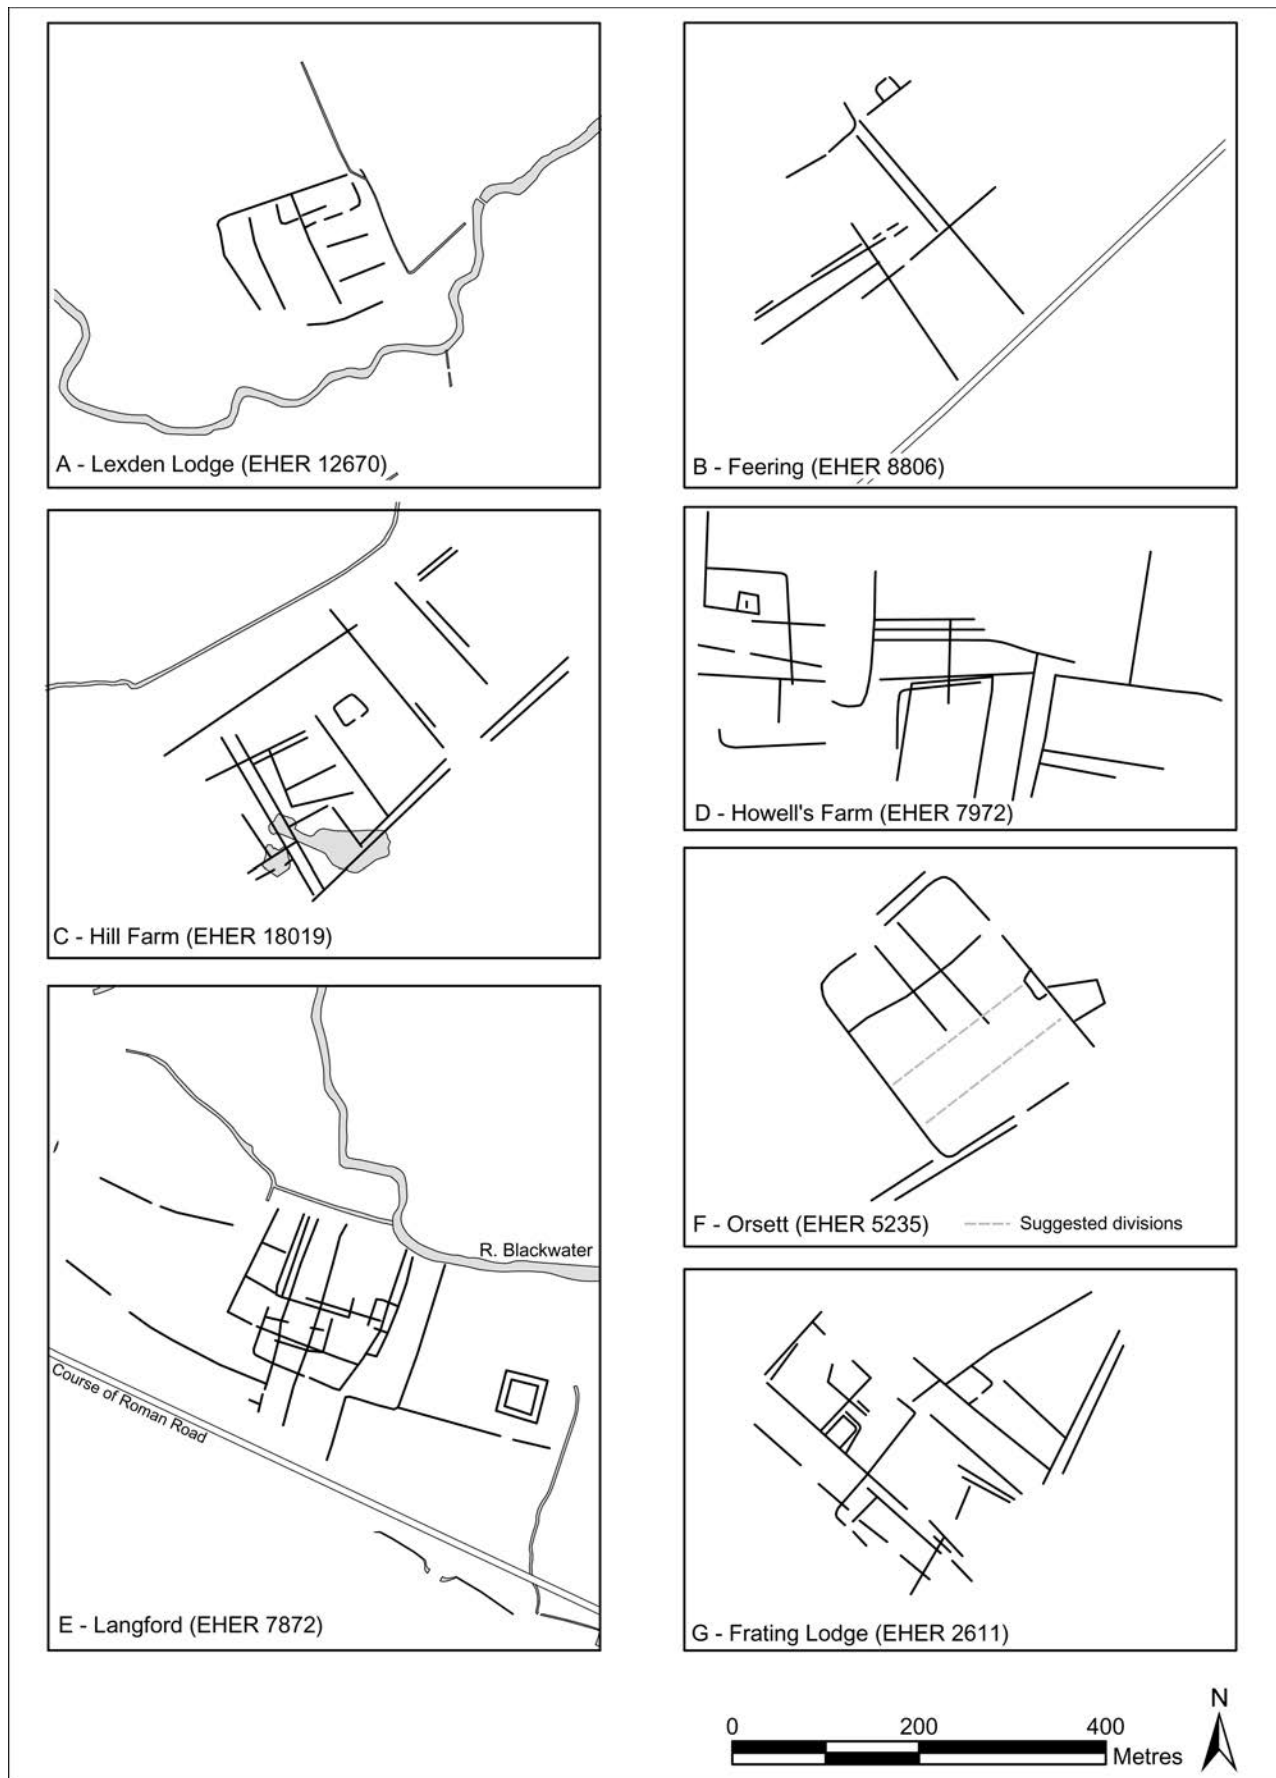 A - Lexden Lodge (EHER 12670)
B - Feering (EHER 8806)
C - Hill Farm (EHER 18019)
D - Howell's Farm (EHER 7972)
R. Blackwater
Course of Roman Road
E - Langford (EHER 7872)
F - Orsett (EHER 5235)
Suggested divisions
G - Frating Lodge (EHER 2611)
0 200 400
Metres
N